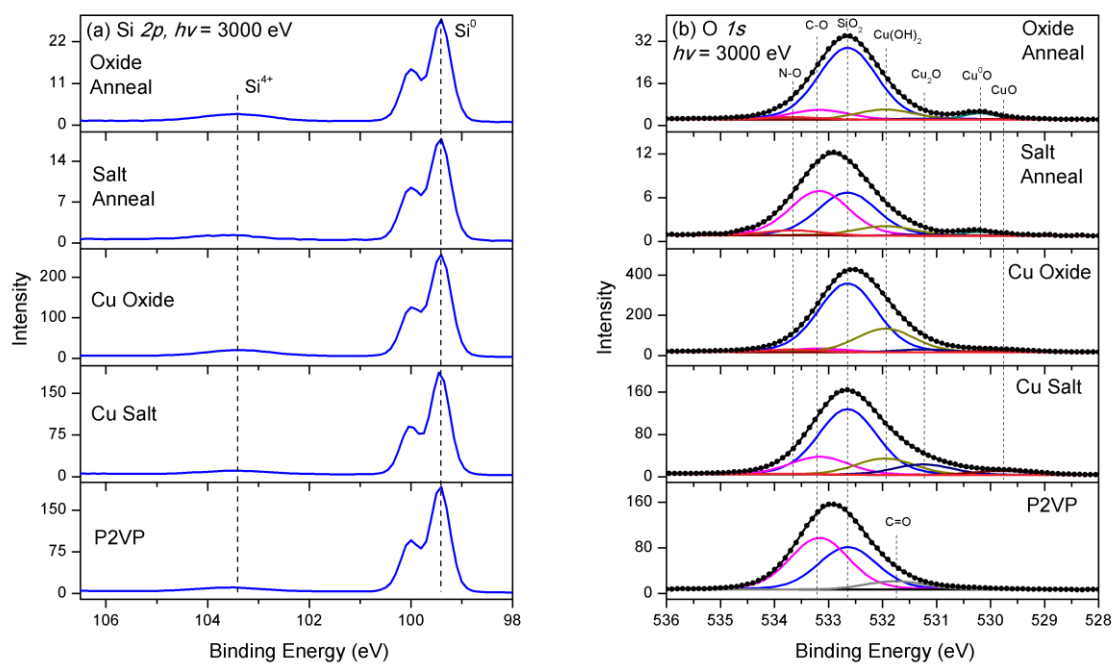 (a) Si 2p, hν = 3000 eV
Si⁰
Oxide
Anneal
Si⁴⁺
22
11
0
Salt
Anneal
14
7
0
Cu Oxide
200
100
0
Cu Salt
150
75
0
P2VP
150
75
0
Intensity
106
104
102
100
98
Binding Energy (eV)
(b) O 1s
hν = 3000 eV
C-O
SiO₂
Cu(OH)₂
Oxide
Anneal
N-O
Cu₂O
Cu⁰O
CuO
32
16
0
Salt
Anneal
12
6
0
Cu Oxide
400
200
0
Cu Salt
160
80
0
P2VP
C=O
160
80
0
Intensity
536
535
534
533
532
531
530
529
528
Binding Energy (eV)